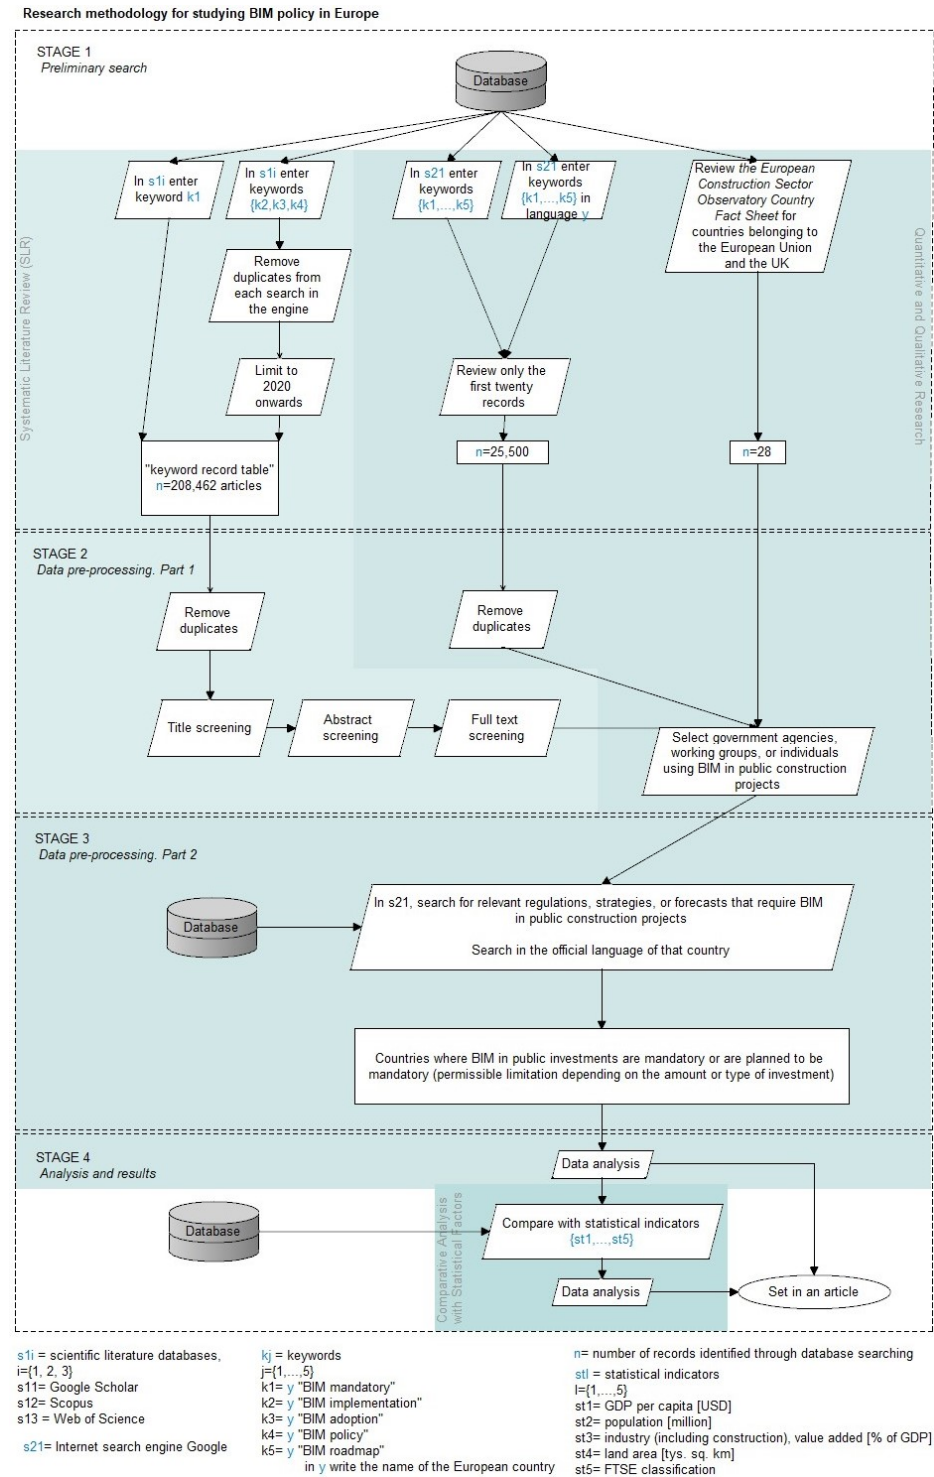 Research methodology for studying BIM policy in Europe
STAGE 1
Preliminary search
Database
In s1i enter
keyword k1
In s1i enter
keywords
{k2,k3,k4}
In s21 enter
keywords
{k1,...,k5}
In s21 enter
keywords
{k1,...,k5} in
language y
Review the European
Construction Sector
Observatory Country
Fact Sheet for
countries belonging to
the European Union
and the UK
Systematic Literature Review (SLR)
Quantitative and Qualitative Research
Remove
duplicates from
each search in
the engine
Limit to
2020
onwards
Review only the
first twenty
records
"keyword record table"
n=208,462 articles
n=25,500
n=28
STAGE 2
Data pre-processing. Part 1
Remove
duplicates
Remove
duplicates
Title screening
Abstract
screening
Full text
screening
Select government agencies,
working groups, or individuals
using BIM in public construction
projects
STAGE 3
Data pre-processing. Part 2
Database
In s21, search for relevant regulations, strategies, or forecasts that require BIM
in public construction projects
Search in the official language of that country
Countries where BIM in public investments are mandatory or are planned to be
mandatory (permissible limitation depending on the amount or type of investment)
STAGE 4
Analysis and results
Data analysis
Comparative Analysis
with Statistical Factors
Database
Compare with statistical indicators
{st1,...,st5}
Data analysis
Set in an article
s1i = scientific literature databases,
i={1, 2, 3}
s11= Google Scholar
s12= Scopus
s13 = Web of Science
s21= Internet search engine Google
kj = keywords
j={1,...,5}
k1= y "BIM mandatory"
k2= y "BIM implementation"
k3= y "BIM adoption"
k4= y "BIM policy"
k5= y "BIM roadmap"
in y write the name of the European country
n= number of records identified through database searching
stl = statistical indicators
l={1,...,5}
st1= GDP per capita [USD]
st2= population [million]
st3= industry (including construction), value added [% of GDP]
st4= land area [tys. sq. km]
st5= FTSE classification